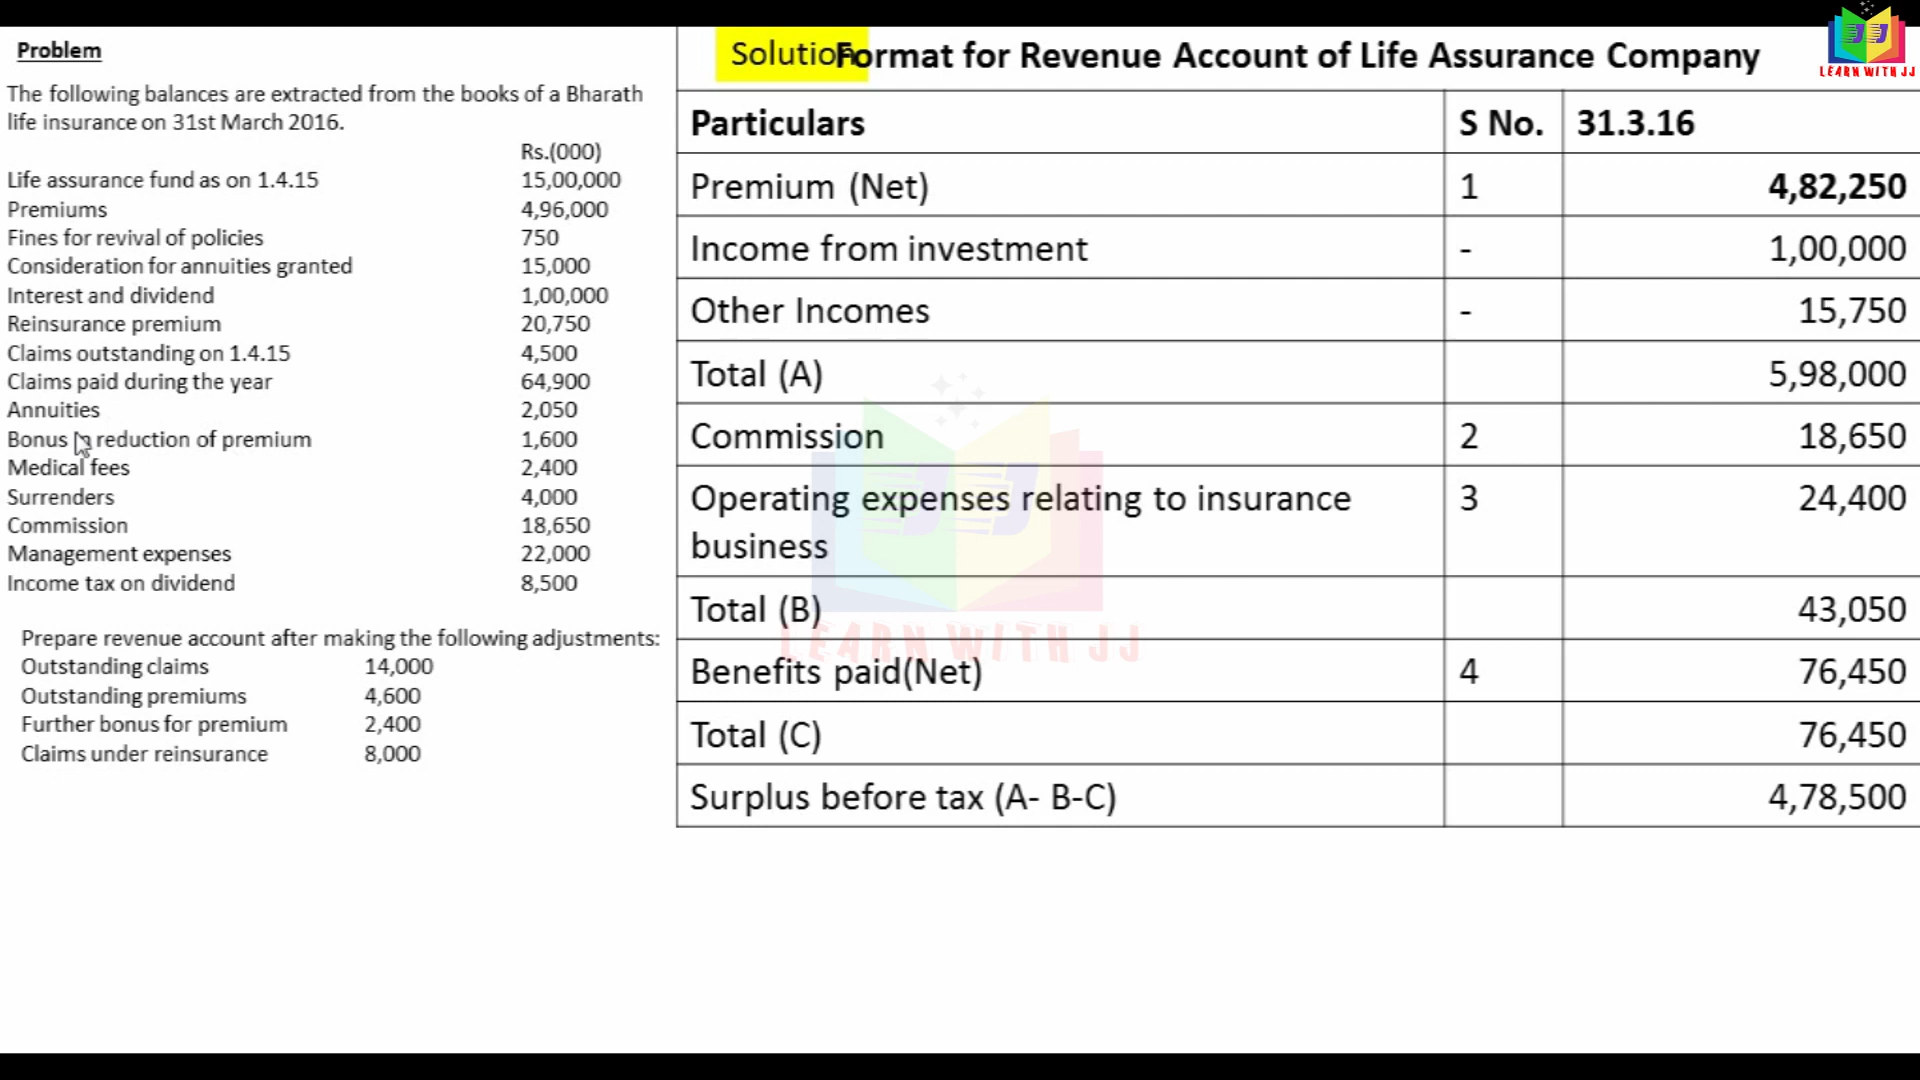 Problem
The following balances are extracted from the books of a Bharath
life insurance on 31st March 2016.
Rs.(000)
Life assurance fund as on 1.4.15 15,00,000
Premiums 4,96,000
Fines for revival of policies 750
Consideration for annuities granted 15,000
Interest and dividend 1,00,000
Reinsurance premium 20,750
Claims outstanding on 1.4.15 4,500
Claims paid during the year 64,900
Annuities 2,050
Bonus reduction of premium 1,600
Medical fees 2,400
Surrenders 4,000
Commission 18,650
Management expenses 22,000
Income tax on dividend 8,500
Prepare revenue account after making the following adjustments:
Outstanding claims 14,000
Outstanding premiums 4,600
Further bonus for premium 2,400
Claims under reinsurance 8,000
Solution Format for Revenue Account of Life Assurance Company
Particulars S No. 31.3.16
Premium (Net) 1 4,82,250
Income from investment - 1,00,000
Other Incomes - 15,750
Total (A) 5,98,000
Commission 2 18,650
Operating expenses relating to insurance
business 3 24,400
Total (B) 43,050
Benefits paid(Net) 4 76,450
Total (C) 76,450
Surplus before tax (A- B-C) 4,78,500
JJ
LEARN WITH JJ
JJ
LEARN WITH JJ